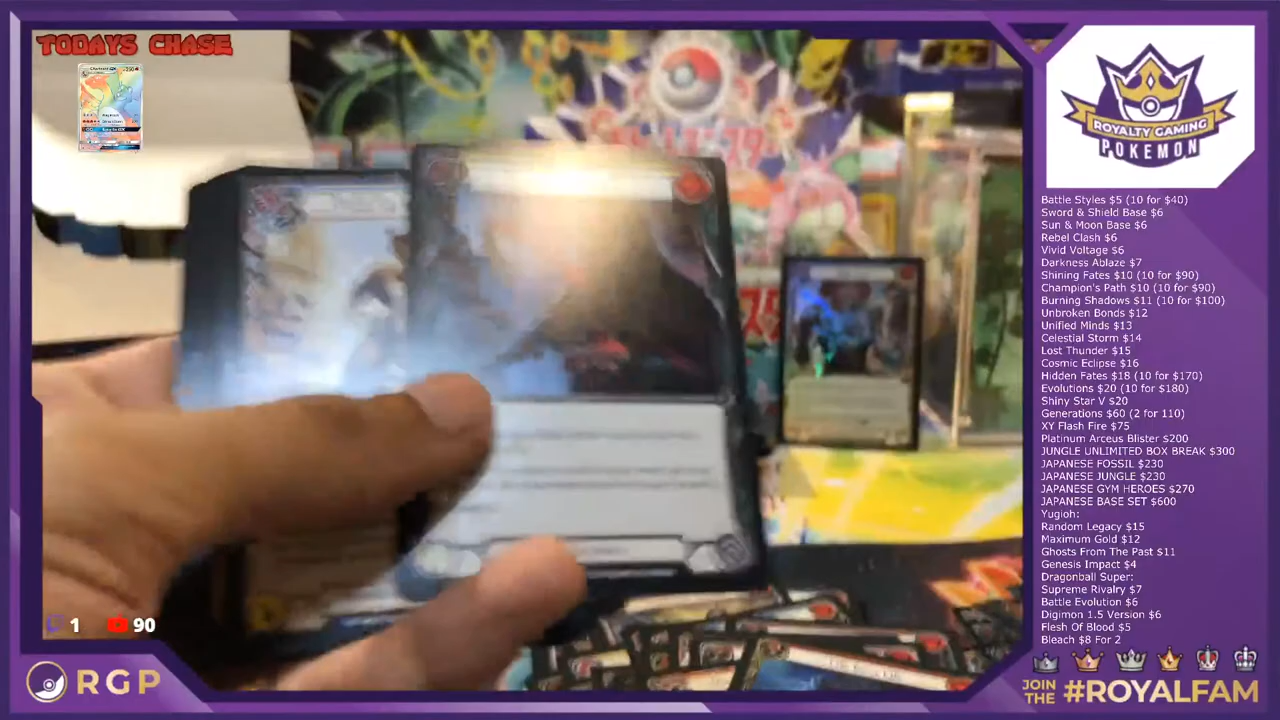 TODAYS CHASE
ROYALTY GAMING
POKEMON
Battle Styles $5 (10 for $40)
Sword & Shield Base $6
Sun & Moon Base $6
Rebel Clash $6
Vivid Voltage $6
Darkness Ablaze $7
Shining Fates $10 (10 for $90)
Champion's Path $10 (10 for $90)
Burning Shadows $11 (10 for $100)
Unbroken Bonds $12
Unified Minds $13
Celestial Storm $14
Lost Thunder $15
Cosmic Eclipse $16
Hidden Fates $18 (10 for $170)
Evolutions $20 (10 for $180)
Shiny Star V $20
Generations $60 (2 for 110)
XY Flash Fire $75
Platinum Arceus Blister $200
JUNGLE UNLIMITED BOX BREAK $300
JAPANESE FOSSIL $230
JAPANESE JUNGLE $230
JAPANESE GYM HEROES $270
JAPANESE BASE SET $600
Yugioh:
Random Legacy $15
Maximum Gold $12
Ghosts From The Past $11
Genesis Impact $4
Dragonball Super:
Supreme Rivalry $7
Battle Evolution $6
Digimon 1.5 Version $6
Flesh Of Blood $5
Bleach $8 For 2
1 90
RGP
JOIN THE #ROYALFAM